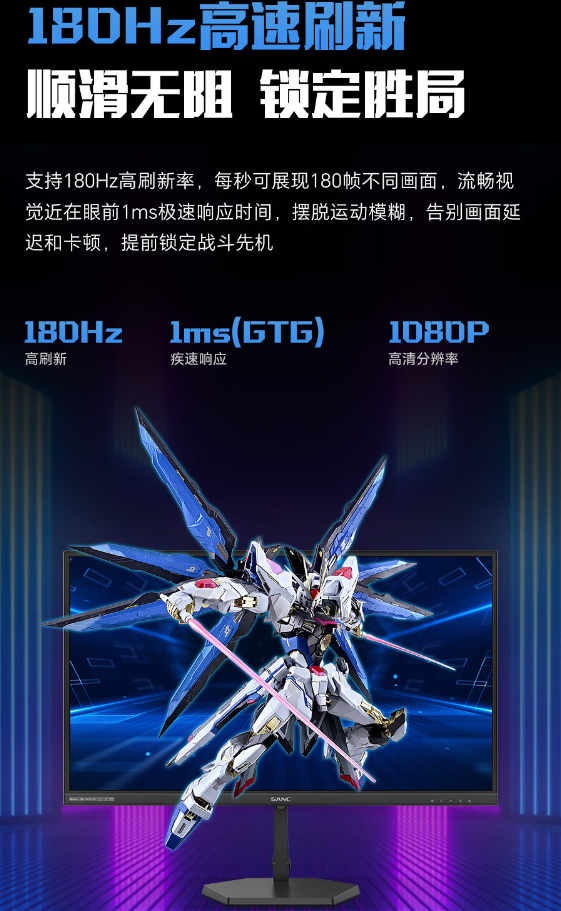 180Hz高速刷新
顺滑无阻 锁定胜局
支持180Hz高刷新率，每秒可展现180帧不同画面，流畅视
觉近在眼前1ms极速响应时间，摆脱运动模糊，告别画面延
迟和卡顿，提前锁定战斗先机
180Hz 1ms(GTG) 1080P
高刷新 疾速响应 高清分辨率
SANC